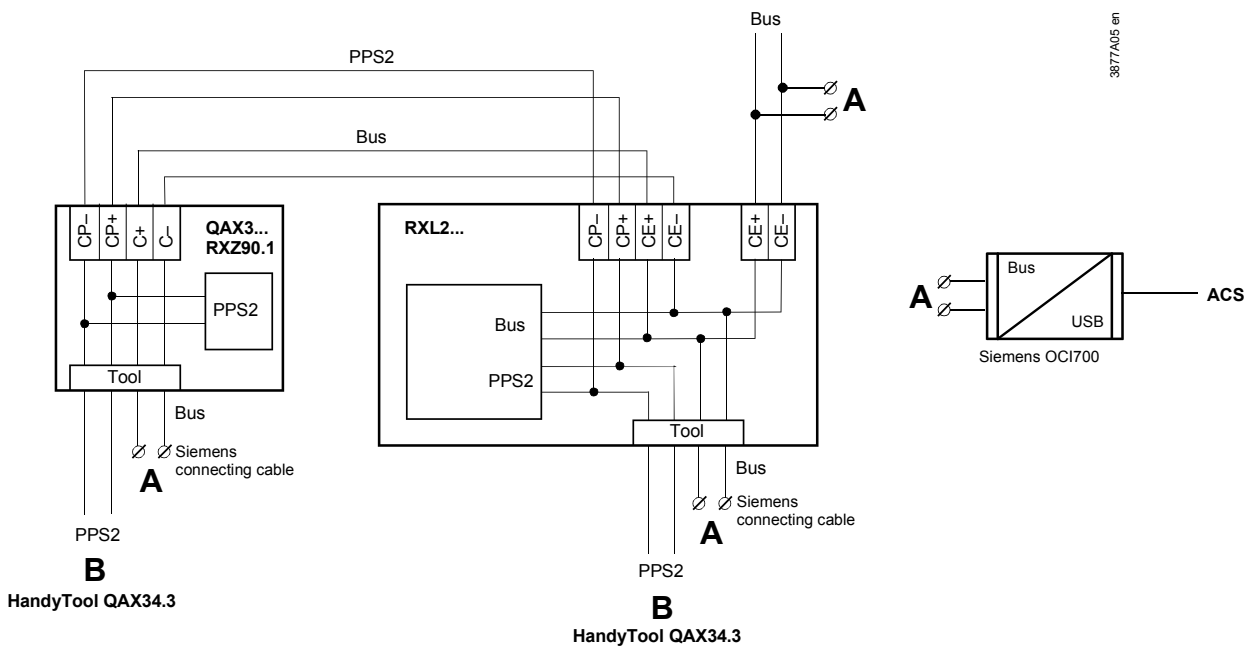 Bus
3877A05 en
PPS2
A
Bus
CP–
CP+
C+
C–
QAX3...
RXZ90.1
PPS2
Tool
Bus
Siemens
connecting cable
A
PPS2
B
HandyTool QAX34.3
RXL2...
CP–
CP+
CE+
CE–
CE+
CE–
Bus
PPS2
Tool
Bus
Siemens
connecting cable
A
PPS2
B
HandyTool QAX34.3
A
Bus
USB
ACS
Siemens OCI700